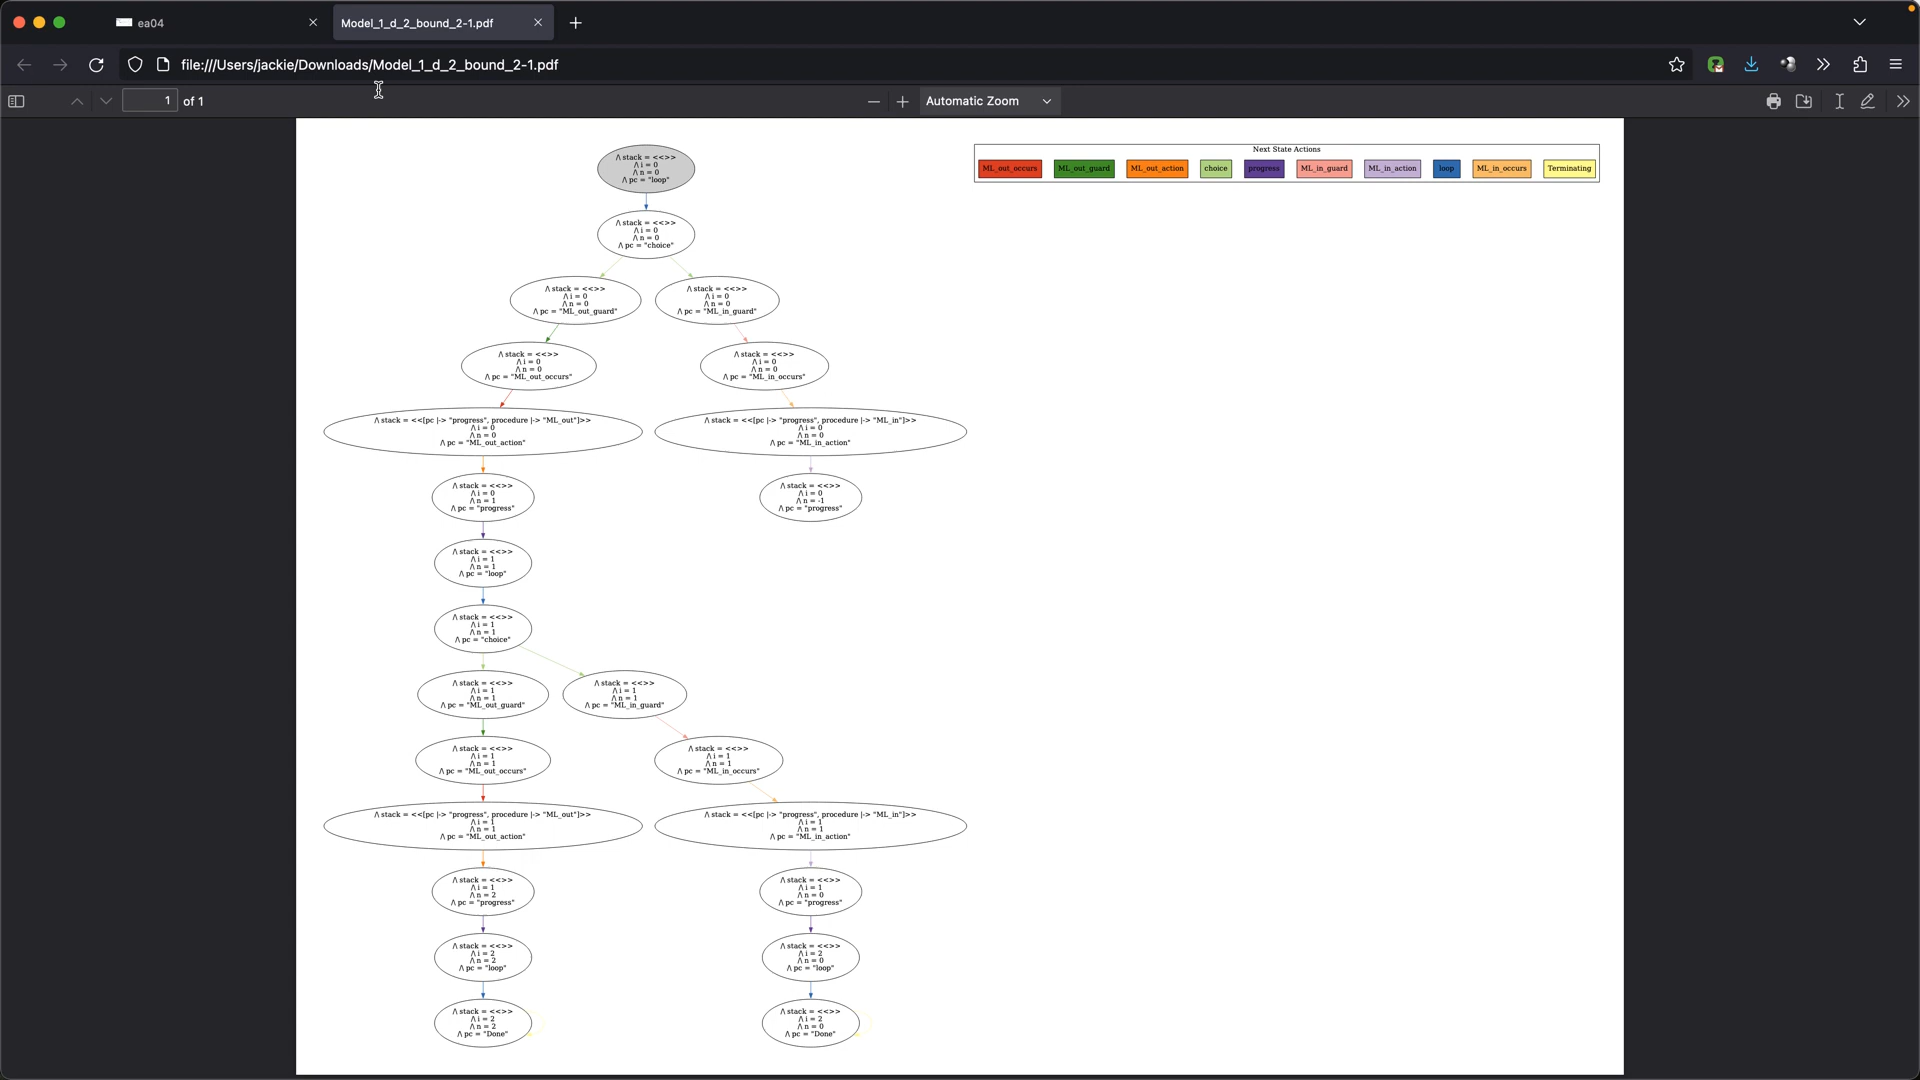 ea04
Model_1_d_2_bound_2-1.pdf
file:///Users/jackie/Downloads/Model_1_d_2_bound_2-1.pdf
1 of 1
Automatic Zoom
Next State Actions
ML_out_occurs ML_out_guard ML_out_action choice progress ML_in_guard ML_in_action loop ML_in_occurs Terminating
/\ stack = <<>>
/\ i = 0
/\ n = 0
/\ pc = "loop"
/\ stack = <<>>
/\ i = 0
/\ n = 0
/\ pc = "choice"
/\ stack = <<>>
/\ i = 0
/\ n = 0
/\ pc = "ML_out_guard"
/\ stack = <<>>
/\ i = 0
/\ n = 0
/\ pc = "ML_in_guard"
/\ stack = <<>>
/\ i = 0
/\ n = 0
/\ pc = "ML_out_occurs"
/\ stack = <<>>
/\ i = 0
/\ n = 0
/\ pc = "ML_in_occurs"
/\ stack = <<[pc |-> "progress", procedure |-> "ML_out"]>>
/\ i = 0
/\ n = 0
/\ pc = "ML_out_action"
/\ stack = <<[pc |-> "progress", procedure |-> "ML_in"]>>
/\ i = 0
/\ n = 0
/\ pc = "ML_in_action"
/\ stack = <<>>
/\ i = 0
/\ n = 1
/\ pc = "progress"
/\ stack = <<>>
/\ i = 0
/\ n = -1
/\ pc = "progress"
/\ stack = <<>>
/\ i = 1
/\ n = 1
/\ pc = "loop"
/\ stack = <<>>
/\ i = 1
/\ n = 1
/\ pc = "choice"
/\ stack = <<>>
/\ i = 1
/\ n = 1
/\ pc = "ML_out_guard"
/\ stack = <<>>
/\ i = 1
/\ n = 1
/\ pc = "ML_in_guard"
/\ stack = <<>>
/\ i = 1
/\ n = 1
/\ pc = "ML_out_occurs"
/\ stack = <<>>
/\ i = 1
/\ n = 1
/\ pc = "ML_in_occurs"
/\ stack = <<[pc |-> "progress", procedure |-> "ML_out"]>>
/\ i = 1
/\ n = 1
/\ pc = "ML_out_action"
/\ stack = <<[pc |-> "progress", procedure |-> "ML_in"]>>
/\ i = 1
/\ n = 1
/\ pc = "ML_in_action"
/\ stack = <<>>
/\ i = 1
/\ n = 2
/\ pc = "progress"
/\ stack = <<>>
/\ i = 1
/\ n = 0
/\ pc = "progress"
/\ stack = <<>>
/\ i = 2
/\ n = 2
/\ pc = "loop"
/\ stack = <<>>
/\ i = 2
/\ n = 0
/\ pc = "loop"
/\ stack = <<>>
/\ i = 2
/\ n = 2
/\ pc = "Done"
/\ stack = <<>>
/\ i = 2
/\ n = 0
/\ pc = "Done"